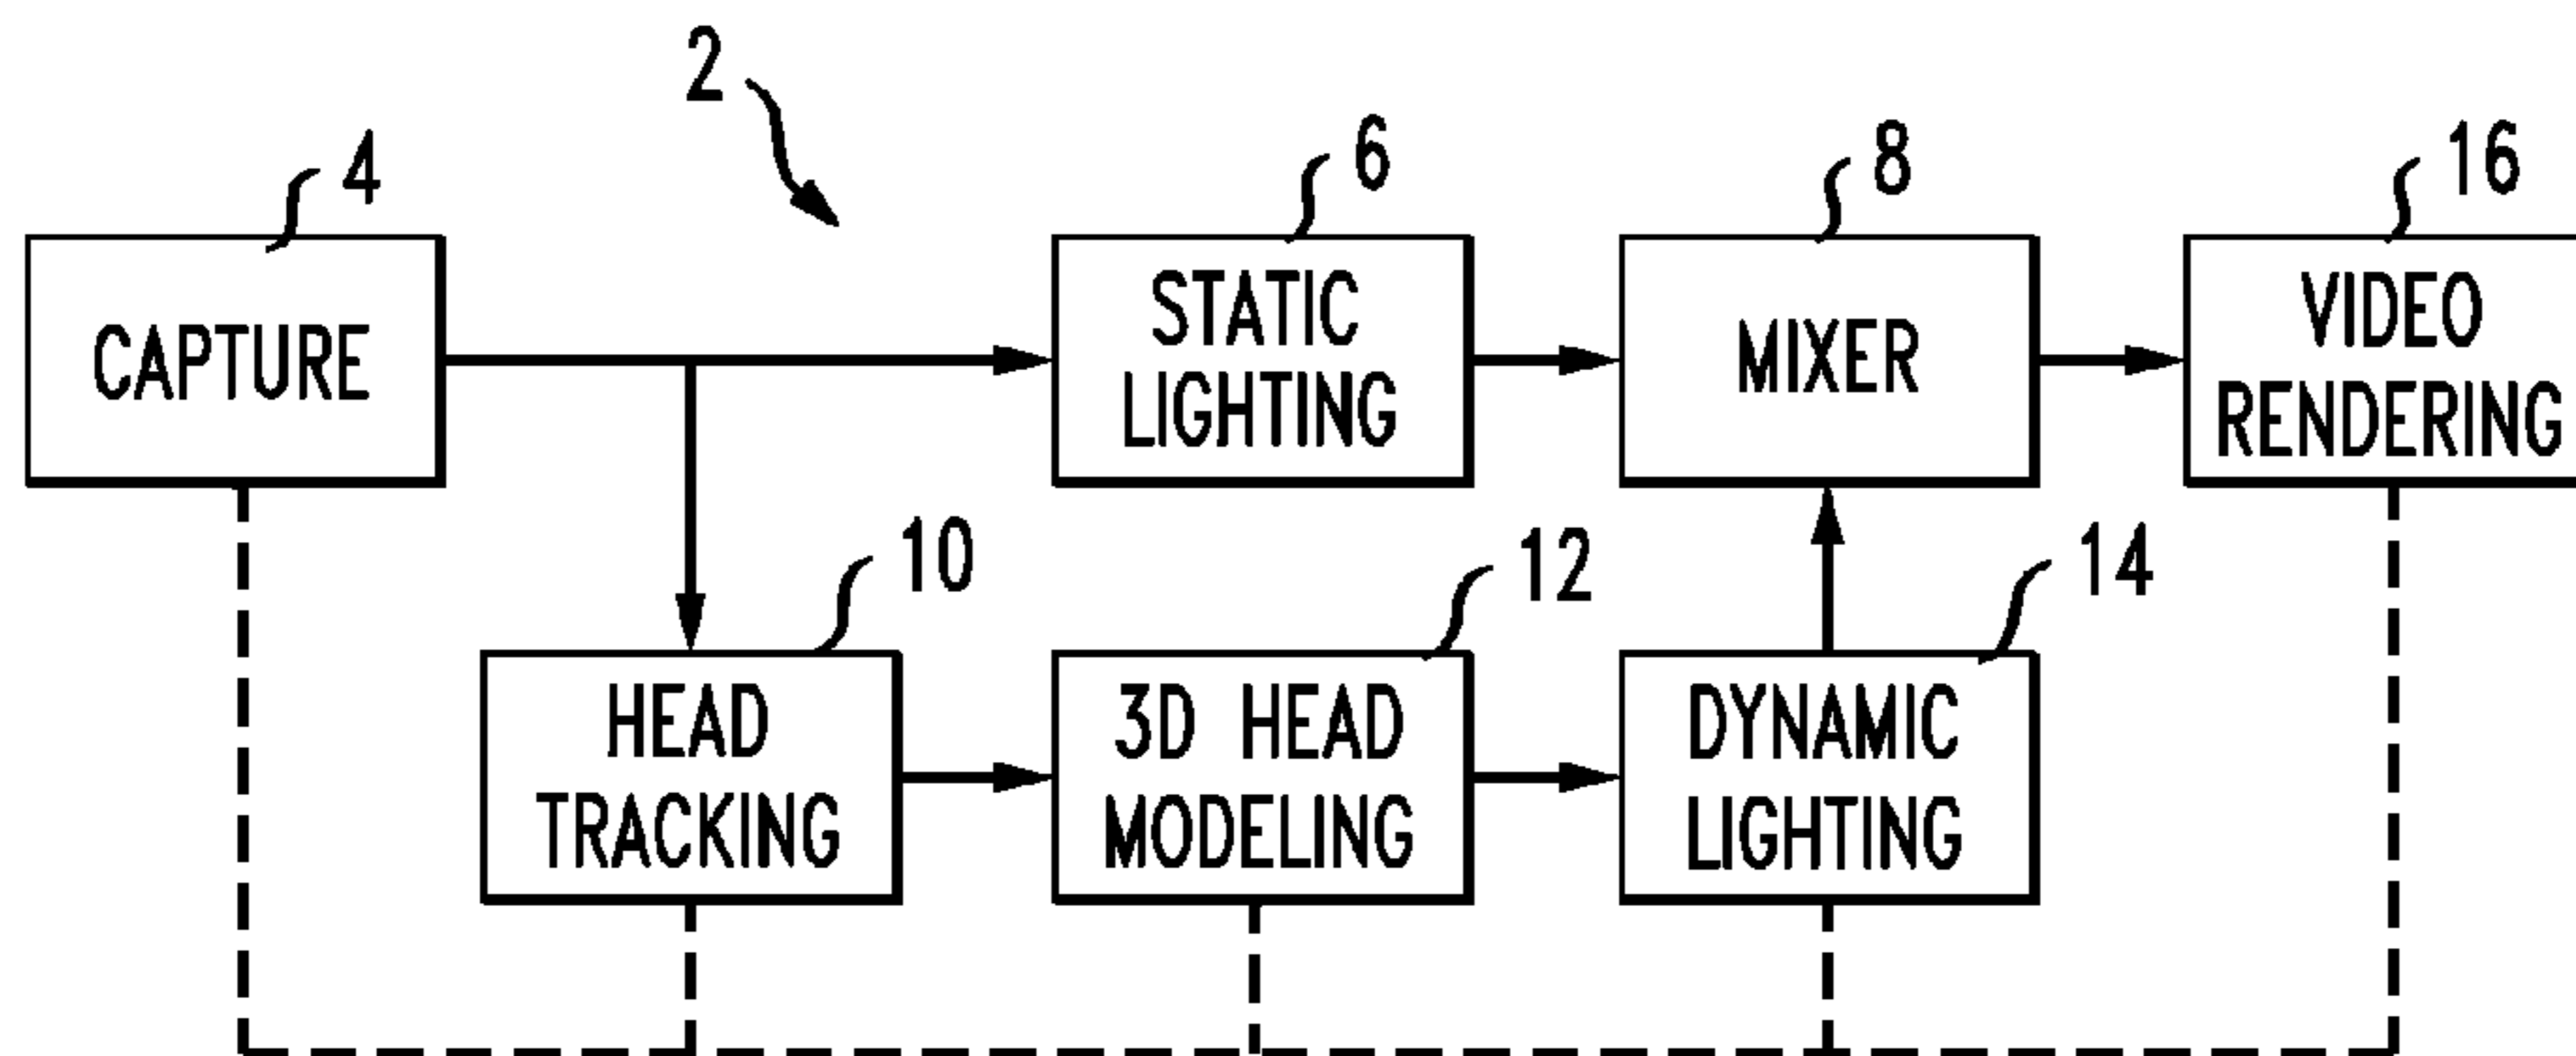 2
4
6
8
16
CAPTURE
STATIC
LIGHTING
MIXER
VIDEO
RENDERING
10
12
14
HEAD
TRACKING
3D HEAD
MODELING
DYNAMIC
LIGHTING